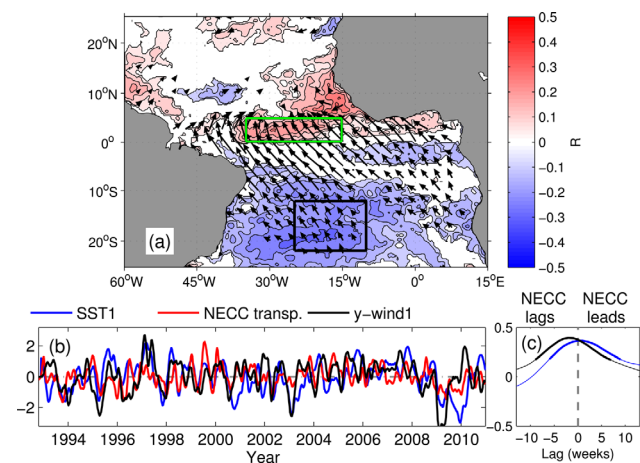 20°N
10°N
0°
10°S
20°S
(a)
60°W 45°W 30°W 15°W 0° 15°E
0.5
0.4
0.3
0.2
0.1
0
−0.1
−0.2
−0.3
−0.4
−0.5
R
SST1 NECC transp. y−wind1
(b)
2
0
−2
1994 1996 1998 2000 2002 2004 2006 2008 2010
Year
NECC NECC
lags leads
(c)
0.5
0
−0.5
−10 −5 0 5 10
Lag (weeks)